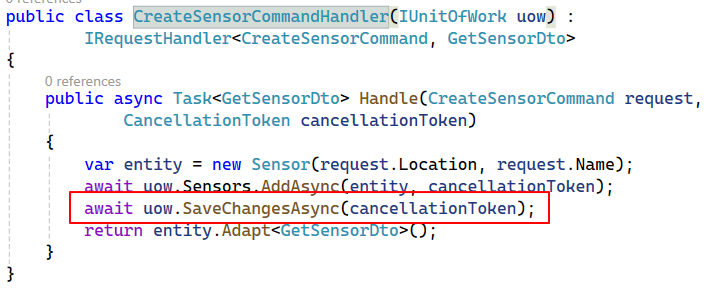 0 references
public class CreateSensorCommandHandler(IUnitOfWork uow) :
IRequestHandler<CreateSensorCommand, GetSensorDto>
{
0 references
public async Task<GetSensorDto> Handle(CreateSensorCommand request,
CancellationToken cancellationToken)
{
var entity = new Sensor(request.Location, request.Name);
await uow.Sensors.AddAsync(entity, cancellationToken);
await uow.SaveChangesAsync(cancellationToken);
return entity.Adapt<GetSensorDto>();
}
}